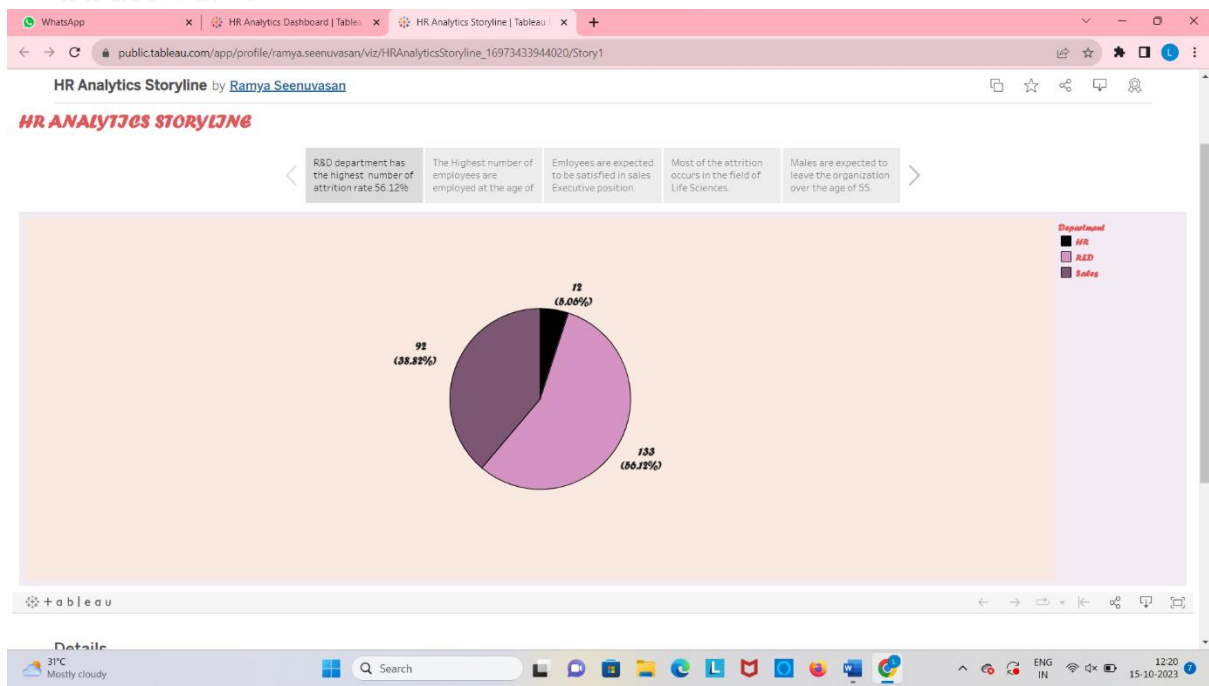 WhatsApp
HR Analytics Dashboard | Tablea
HR Analytics Storyline | Tableau
public.tableau.com/app/profile/ramya.seenuvasan/viz/HRAnalyticsStoryline_16973433944020/Story1
L
HR Analytics Storyline by Ramya Seenuvasan
HR ANALYTICS STORYLINE
R&D department has
the highest number of
attrition rate 56.12%
The Highest number of
employees are
employed at the age of
Emloyees are expected
to be satisfied in sales
Executive position.
Most of the attrition
occurs in the field of
Life Sciences.
Males are expected to
leave the organization
over the age of 55.
Department
HR
R&D
Sales
12
(5.06%)
92
(38.82%)
133
(56.12%)
+ableau
Details
31°C
Mostly cloudy
Search
L
ENG
IN
12:20
15-10-2023
7